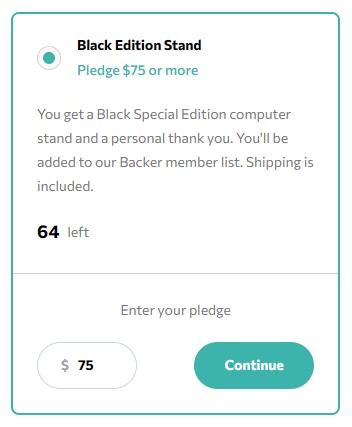 Black Edition Stand
Pledge $75 or more
You get a Black Special Edition computer
stand and a personal thank you. You'll be
added to our Backer member list. Shipping is
included.
64 left
Enter your pledge
$ 75
Continue